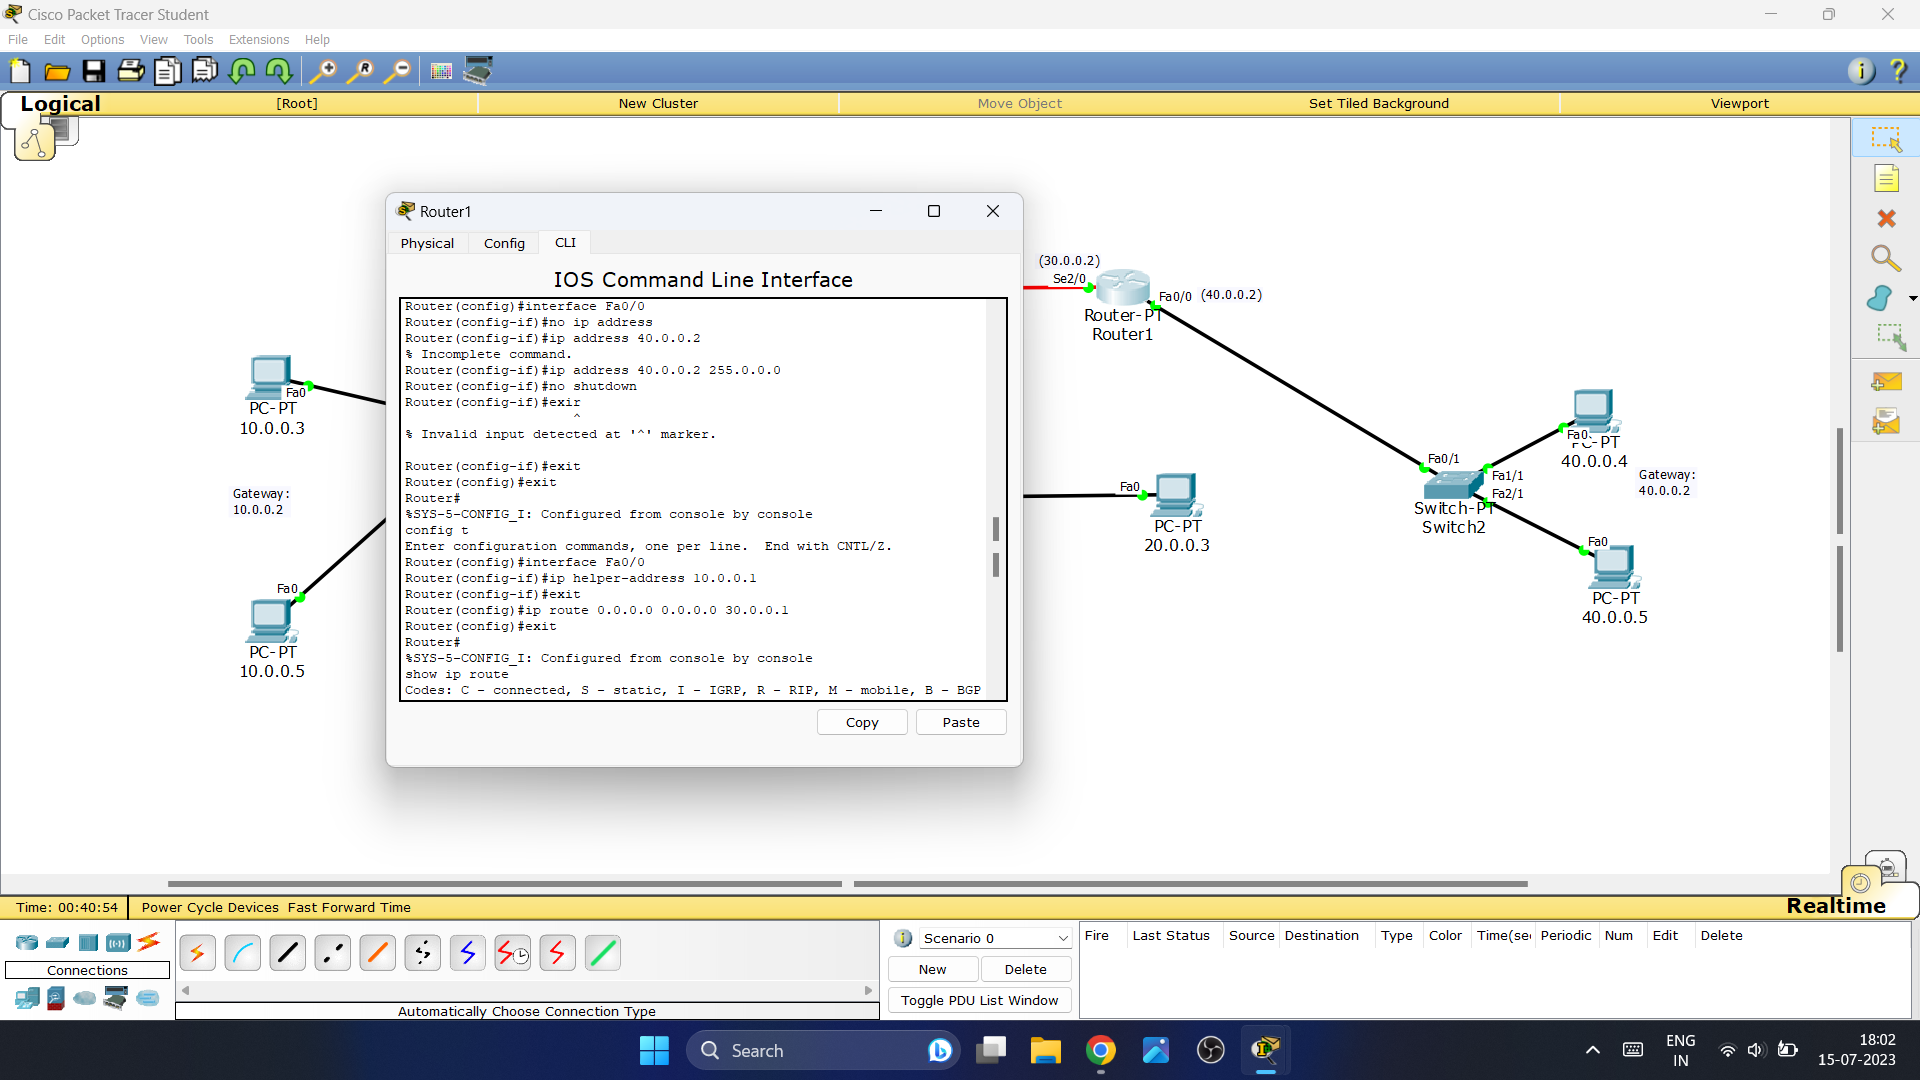 Cisco Packet Tracer Student
File Edit Options View Tools Extensions Help
Logical [Root] New Cluster Move Object Set Tiled Background Viewport
Router1
Physical Config CLI
IOS Command Line Interface
Router(config)#interface Fa0/0
Router(config-if)#no ip address
Router(config-if)#ip address 40.0.0.2
% Incomplete command.
Router(config-if)#ip address 40.0.0.2 255.0.0.0
Router(config-if)#no shutdown
Router(config-if)#exir
^
% Invalid input detected at '^' marker.
Router(config-if)#exit
Router(config)#exit
Router#
%SYS-5-CONFIG_I: Configured from console by console
config t
Enter configuration commands, one per line.  End with CNTL/Z.
Router(config)#interface Fa0/0
Router(config-if)#ip helper-address 10.0.0.1
Router(config-if)#exit
Router(config)#ip route 0.0.0.0 0.0.0.0 30.0.0.1
Router(config)#exit
Router#
%SYS-5-CONFIG_I: Configured from console by console
show ip route
Codes: C - connected, S - static, I - IGRP, R - RIP, M - mobile, B - BGP
Copy Paste
Fa0
PC-PT
10.0.0.3
Gateway:
10.0.0.2
Fa0
PC-PT
10.0.0.5
(30.0.0.2)
Se2/0
Fa0/0 (40.0.0.2)
Router-PT
Router1
Fa0
PC-PT
20.0.0.3
Fa0/1
Fa1/1
Fa2/1
Switch-PT
Switch2
Fa0
PC-PT
40.0.0.4
Gateway:
40.0.0.2
Fa0
PC-PT
40.0.0.5
Time: 00:40:54 Power Cycle Devices Fast Forward Time
Realtime
Connections
Automatically Choose Connection Type
Scenario 0
New Delete
Toggle PDU List Window
Fire Last Status Source Destination Type Color Time(sec Periodic Num Edit Delete
Search
ENG
IN
18:02
15-07-2023